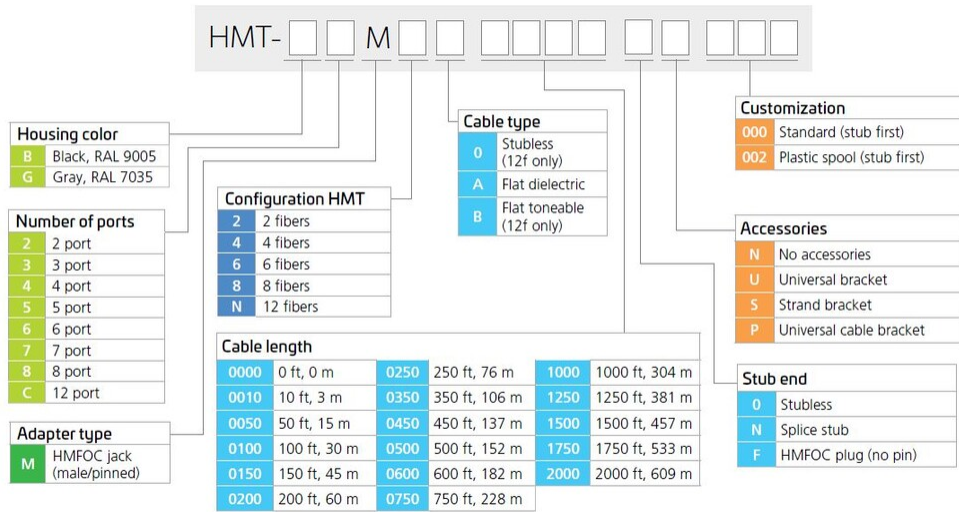 HMT- M
Housing color
B Black, RAL 9005
G Gray, RAL 7035
Number of ports
2 2 port
3 3 port
4 4 port
5 5 port
6 6 port
7 7 port
8 8 port
C 12 port
Adapter type
M HMFOC jack
(male/pinned)
Configuration HMT
2 2 fibers
4 4 fibers
6 6 fibers
8 8 fibers
N 12 fibers
Cable type
0 Stubless
(12f only)
A Flat dielectric
B Flat toneable
(12f only)
Cable length
0000 0 ft, 0 m 0250 250 ft, 76 m 1000 1000 ft, 304 m
0010 10 ft, 3 m 0350 350 ft, 106 m 1250 1250 ft, 381 m
0050 50 ft, 15 m 0450 450 ft, 137 m 1500 1500 ft, 457 m
0100 100 ft, 30 m 0500 500 ft, 152 m 1750 1750 ft, 533 m
0150 150 ft, 45 m 0600 600 ft, 182 m 2000 2000 ft, 609 m
0200 200 ft, 60 m 0750 750 ft, 228 m
Customization
000 Standard (stub first)
002 Plastic spool (stub first)
Accessories
N No accessories
U Universal bracket
S Strand bracket
P Universal cable bracket
Stub end
0 Stubless
N Splice stub
F HMFOC plug (no pin)